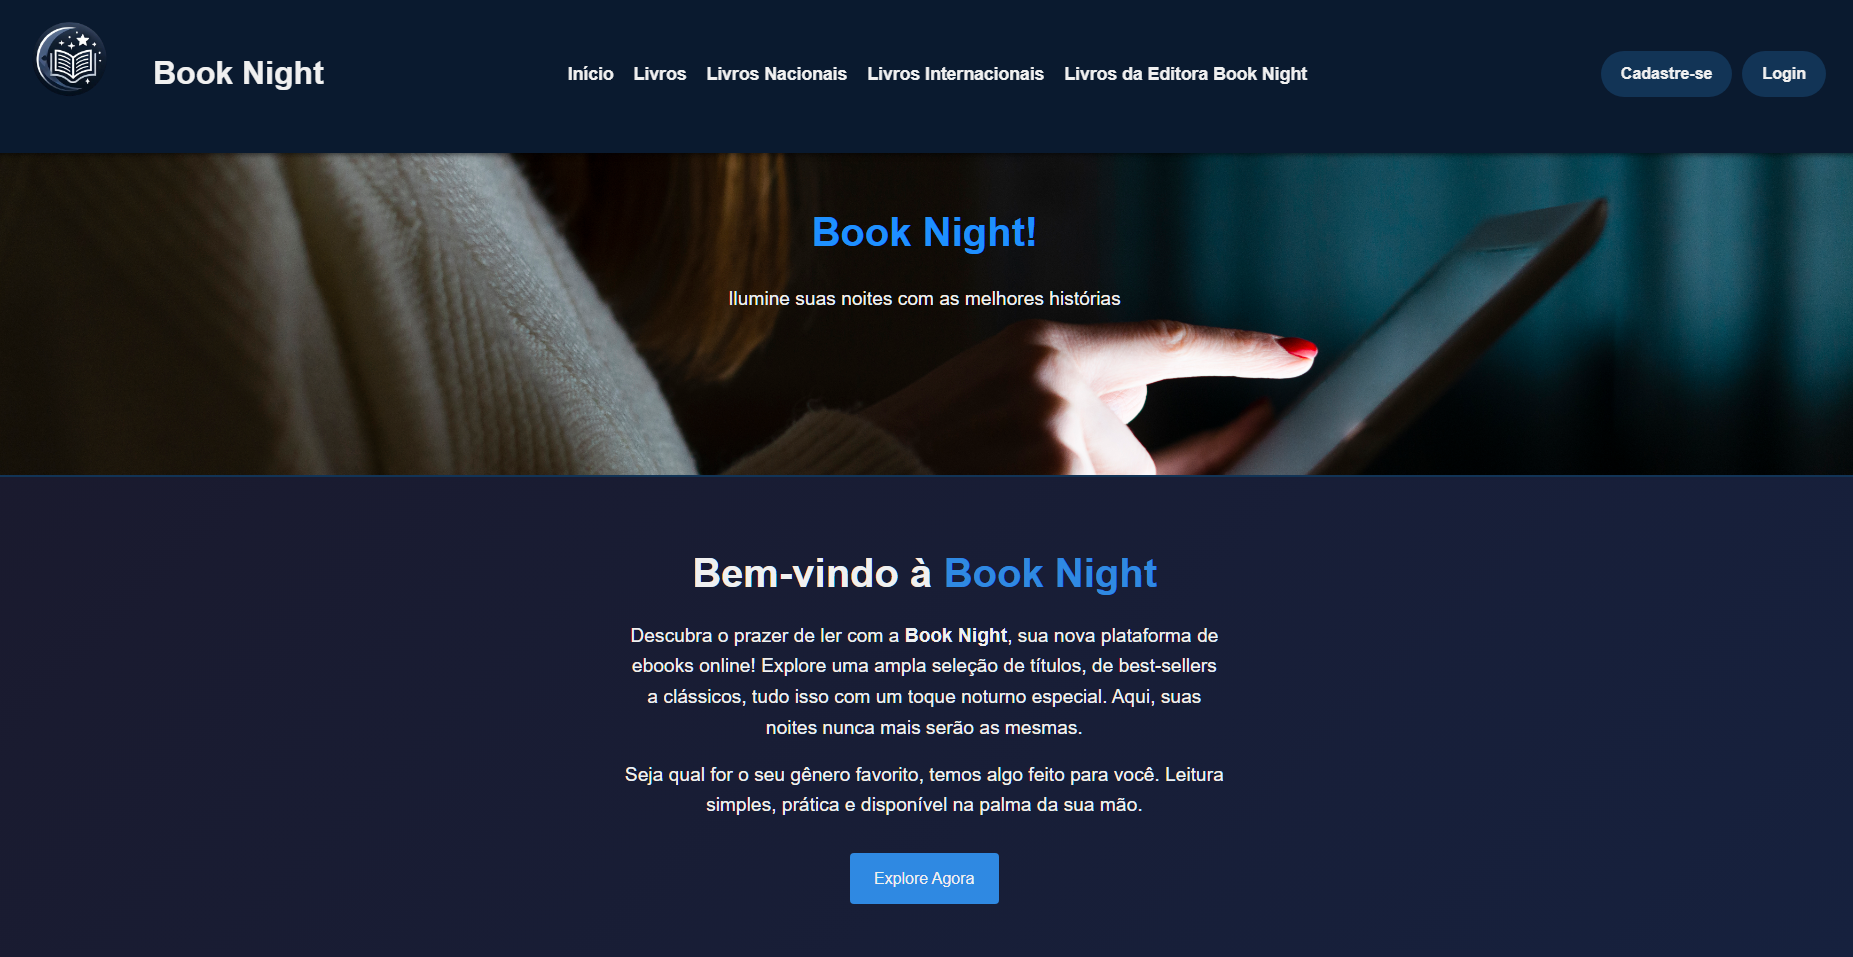 Book Night
Início
Livros
Livros Nacionais
Livros Internacionais
Livros da Editora Book Night
Cadastre-se
Login
Book Night!
Ilumine suas noites com as melhores histórias
Bem-vindo à Book Night
Descubra o prazer de ler com a Book Night, sua nova plataforma de
ebooks online! Explore uma ampla seleção de títulos, de best-sellers
a clássicos, tudo isso com um toque noturno especial. Aqui, suas
noites nunca mais serão as mesmas.
Seja qual for o seu gênero favorito, temos algo feito para você. Leitura
simples, prática e disponível na palma da sua mão.
Explore Agora